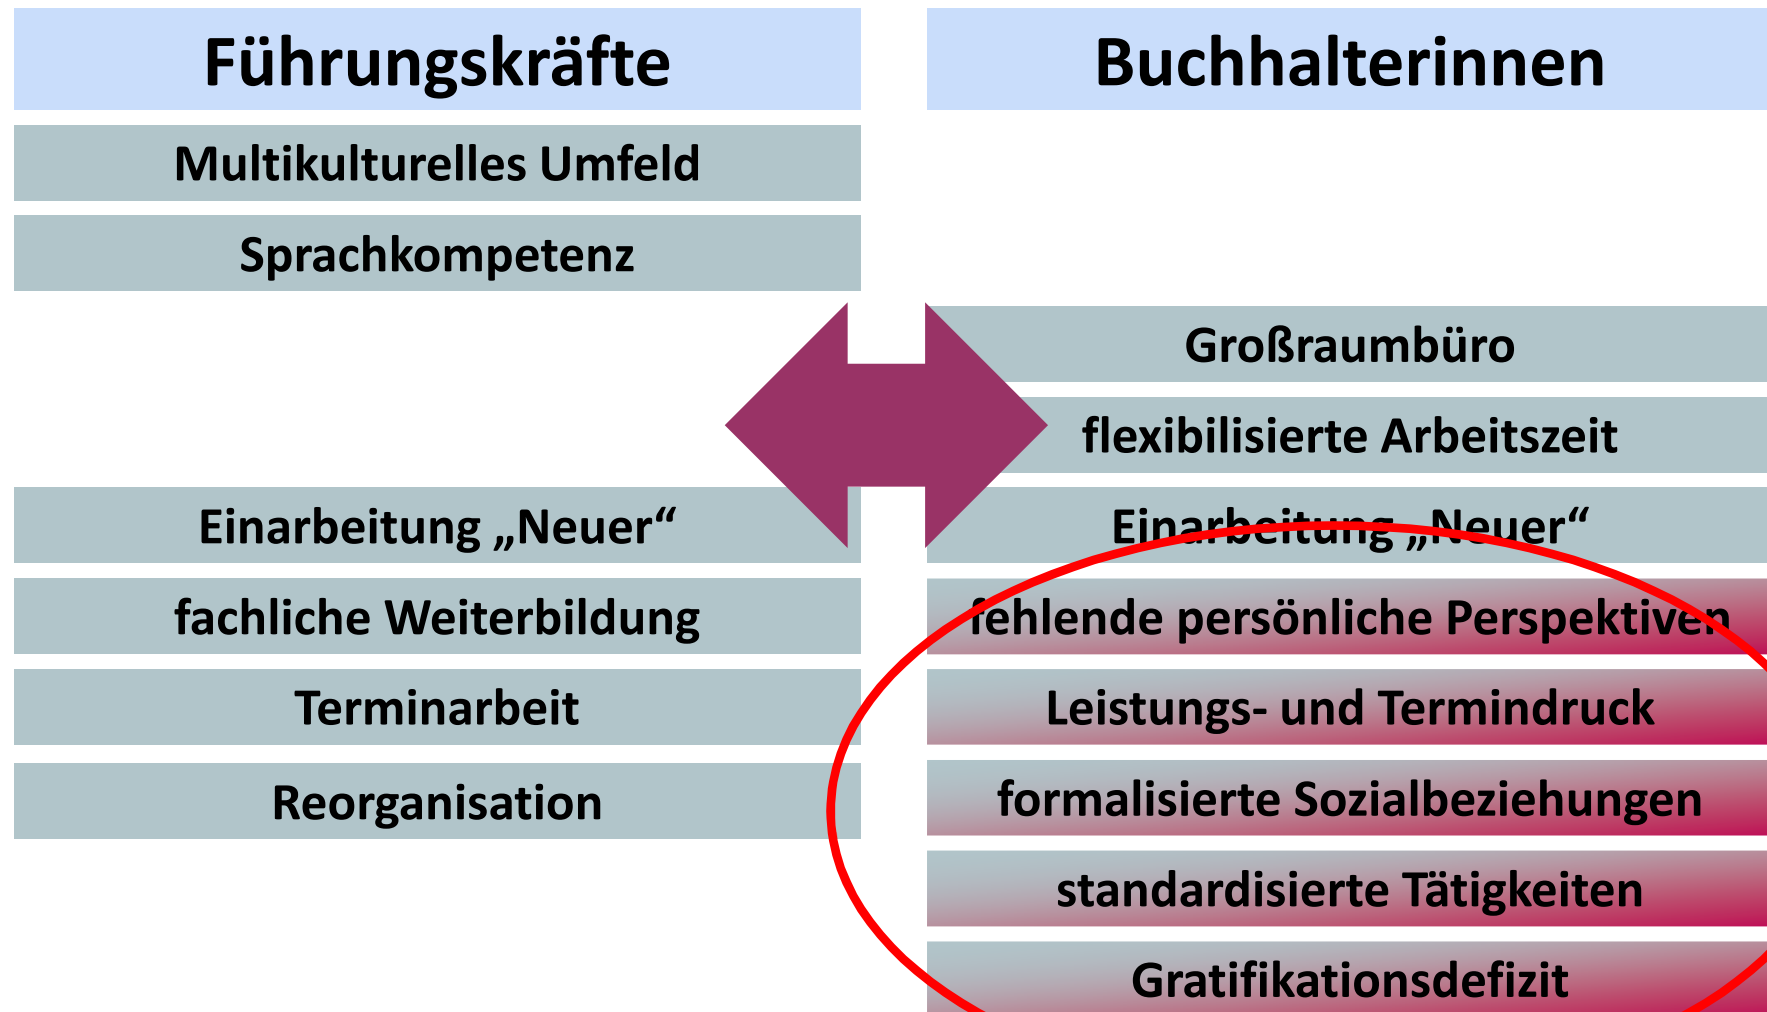 Führungskräfte
Multikulturelles Umfeld
Sprachkompetenz
Einarbeitung „Neuer“
fachliche Weiterbildung
Terminarbeit
Reorganisation
Buchhalterinnen
Großraumbüro
flexibilisierte Arbeitszeit
Einarbeitung „Neuer“
fehlende persönliche Perspektiven
Leistungs- und Termindruck
formalisierte Sozialbeziehungen
standardisierte Tätigkeiten
Gratifikationsdefizit